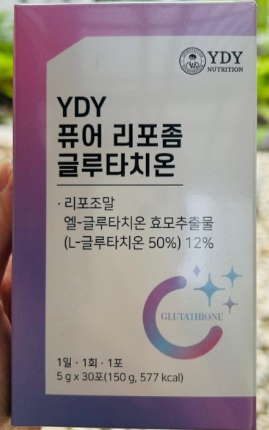 YDY
NUTRITION
YDY
퓨어 리포좀
글루타치온
· 리포조말
엘-글루타치온 효모추출물
(L-글루타치온 50%) 12%
GLUTATHIONE
1일 · 1회 · 1포
5 g x 30포(150 g, 577 kcal)